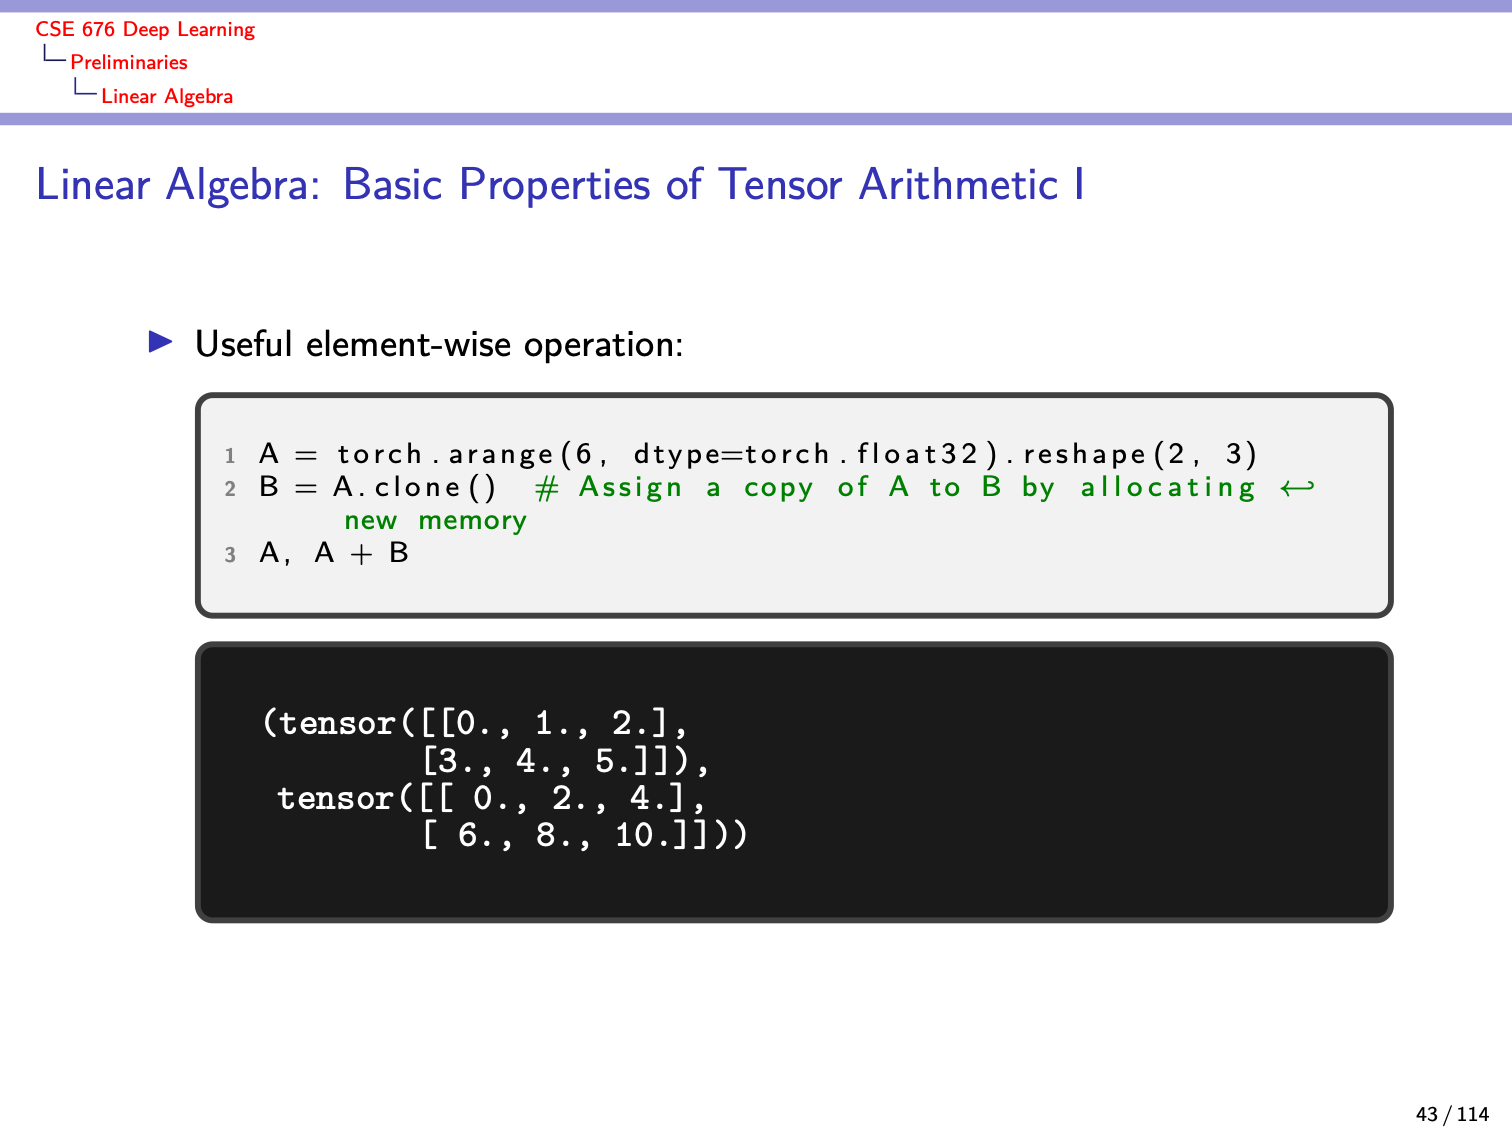 CSE 676 Deep Learning
Preliminaries
Linear Algebra
Linear Algebra: Basic Properties of Tensor Arithmetic I
▶ Useful element-wise operation:
1 A = torch.arange(6, dtype=torch.float32).reshape(2, 3)
2 B = A.clone() # Assign a copy of A to B by allocating ↩
new memory
3 A, A + B
(tensor([[0., 1., 2.],
[3., 4., 5.]]),
tensor([[ 0., 2., 4.],
[ 6., 8., 10.]]))
43 / 114